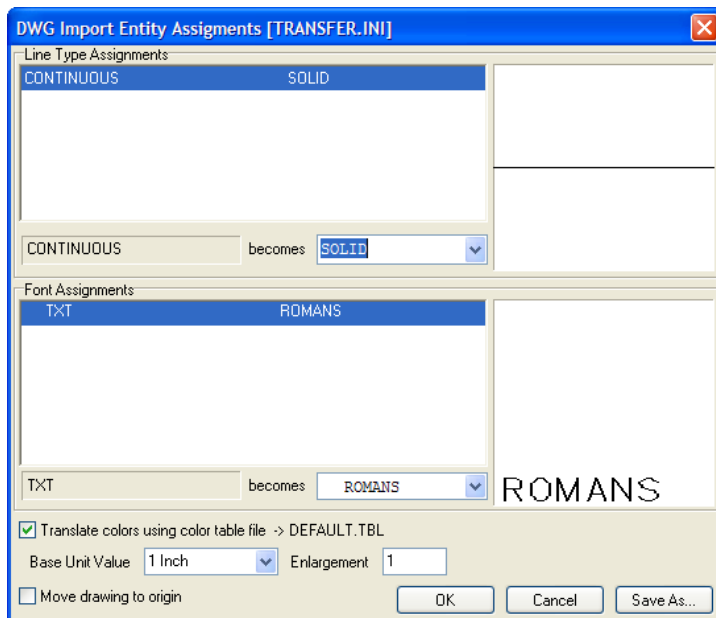 DWG Import Entity Assigments [TRANSFER.INI]
Line Type Assignments
CONTINUOUS SOLID
CONTINUOUS becomes SOLID
Font Assignments
TXT ROMANS
TXT becomes ROMANS
ROMANS
Translate colors using color table file -> DEFAULT.TBL
Base Unit Value 1 Inch Enlargement 1
Move drawing to origin OK Cancel Save As...